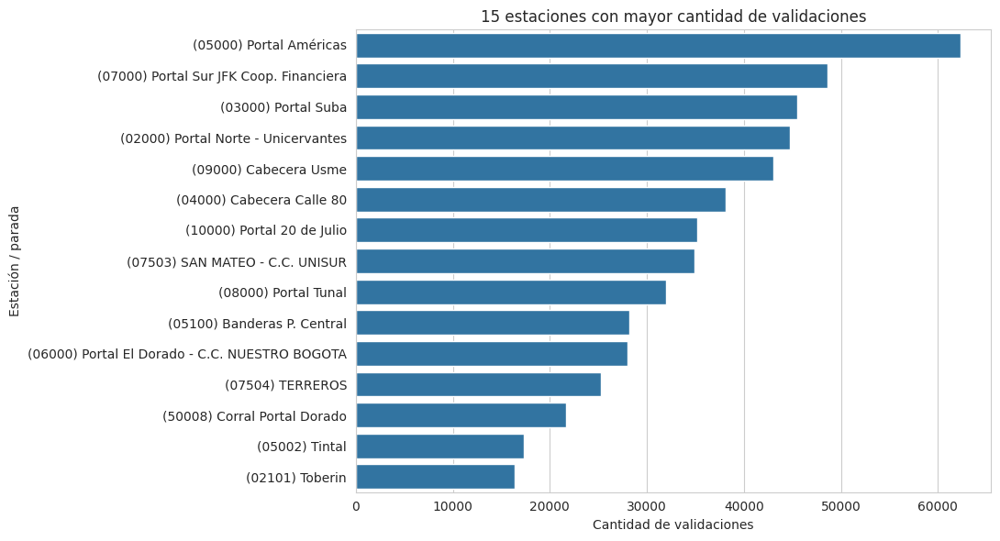 15 estaciones con mayor cantidad de validaciones
Estación / parada
(05000) Portal Américas
(07000) Portal Sur JFK Coop. Financiera
(03000) Portal Suba
(02000) Portal Norte - Unicervantes
(09000) Cabecera Usme
(04000) Cabecera Calle 80
(10000) Portal 20 de Julio
(07503) SAN MATEO - C.C. UNISUR
(08000) Portal Tunal
(05100) Banderas P. Central
(06000) Portal El Dorado - C.C. NUESTRO BOGOTA
(07504) TERREROS
(50008) Corral Portal Dorado
(05002) Tintal
(02101) Toberin
0 10000 20000 30000 40000 50000 60000
Cantidad de validaciones